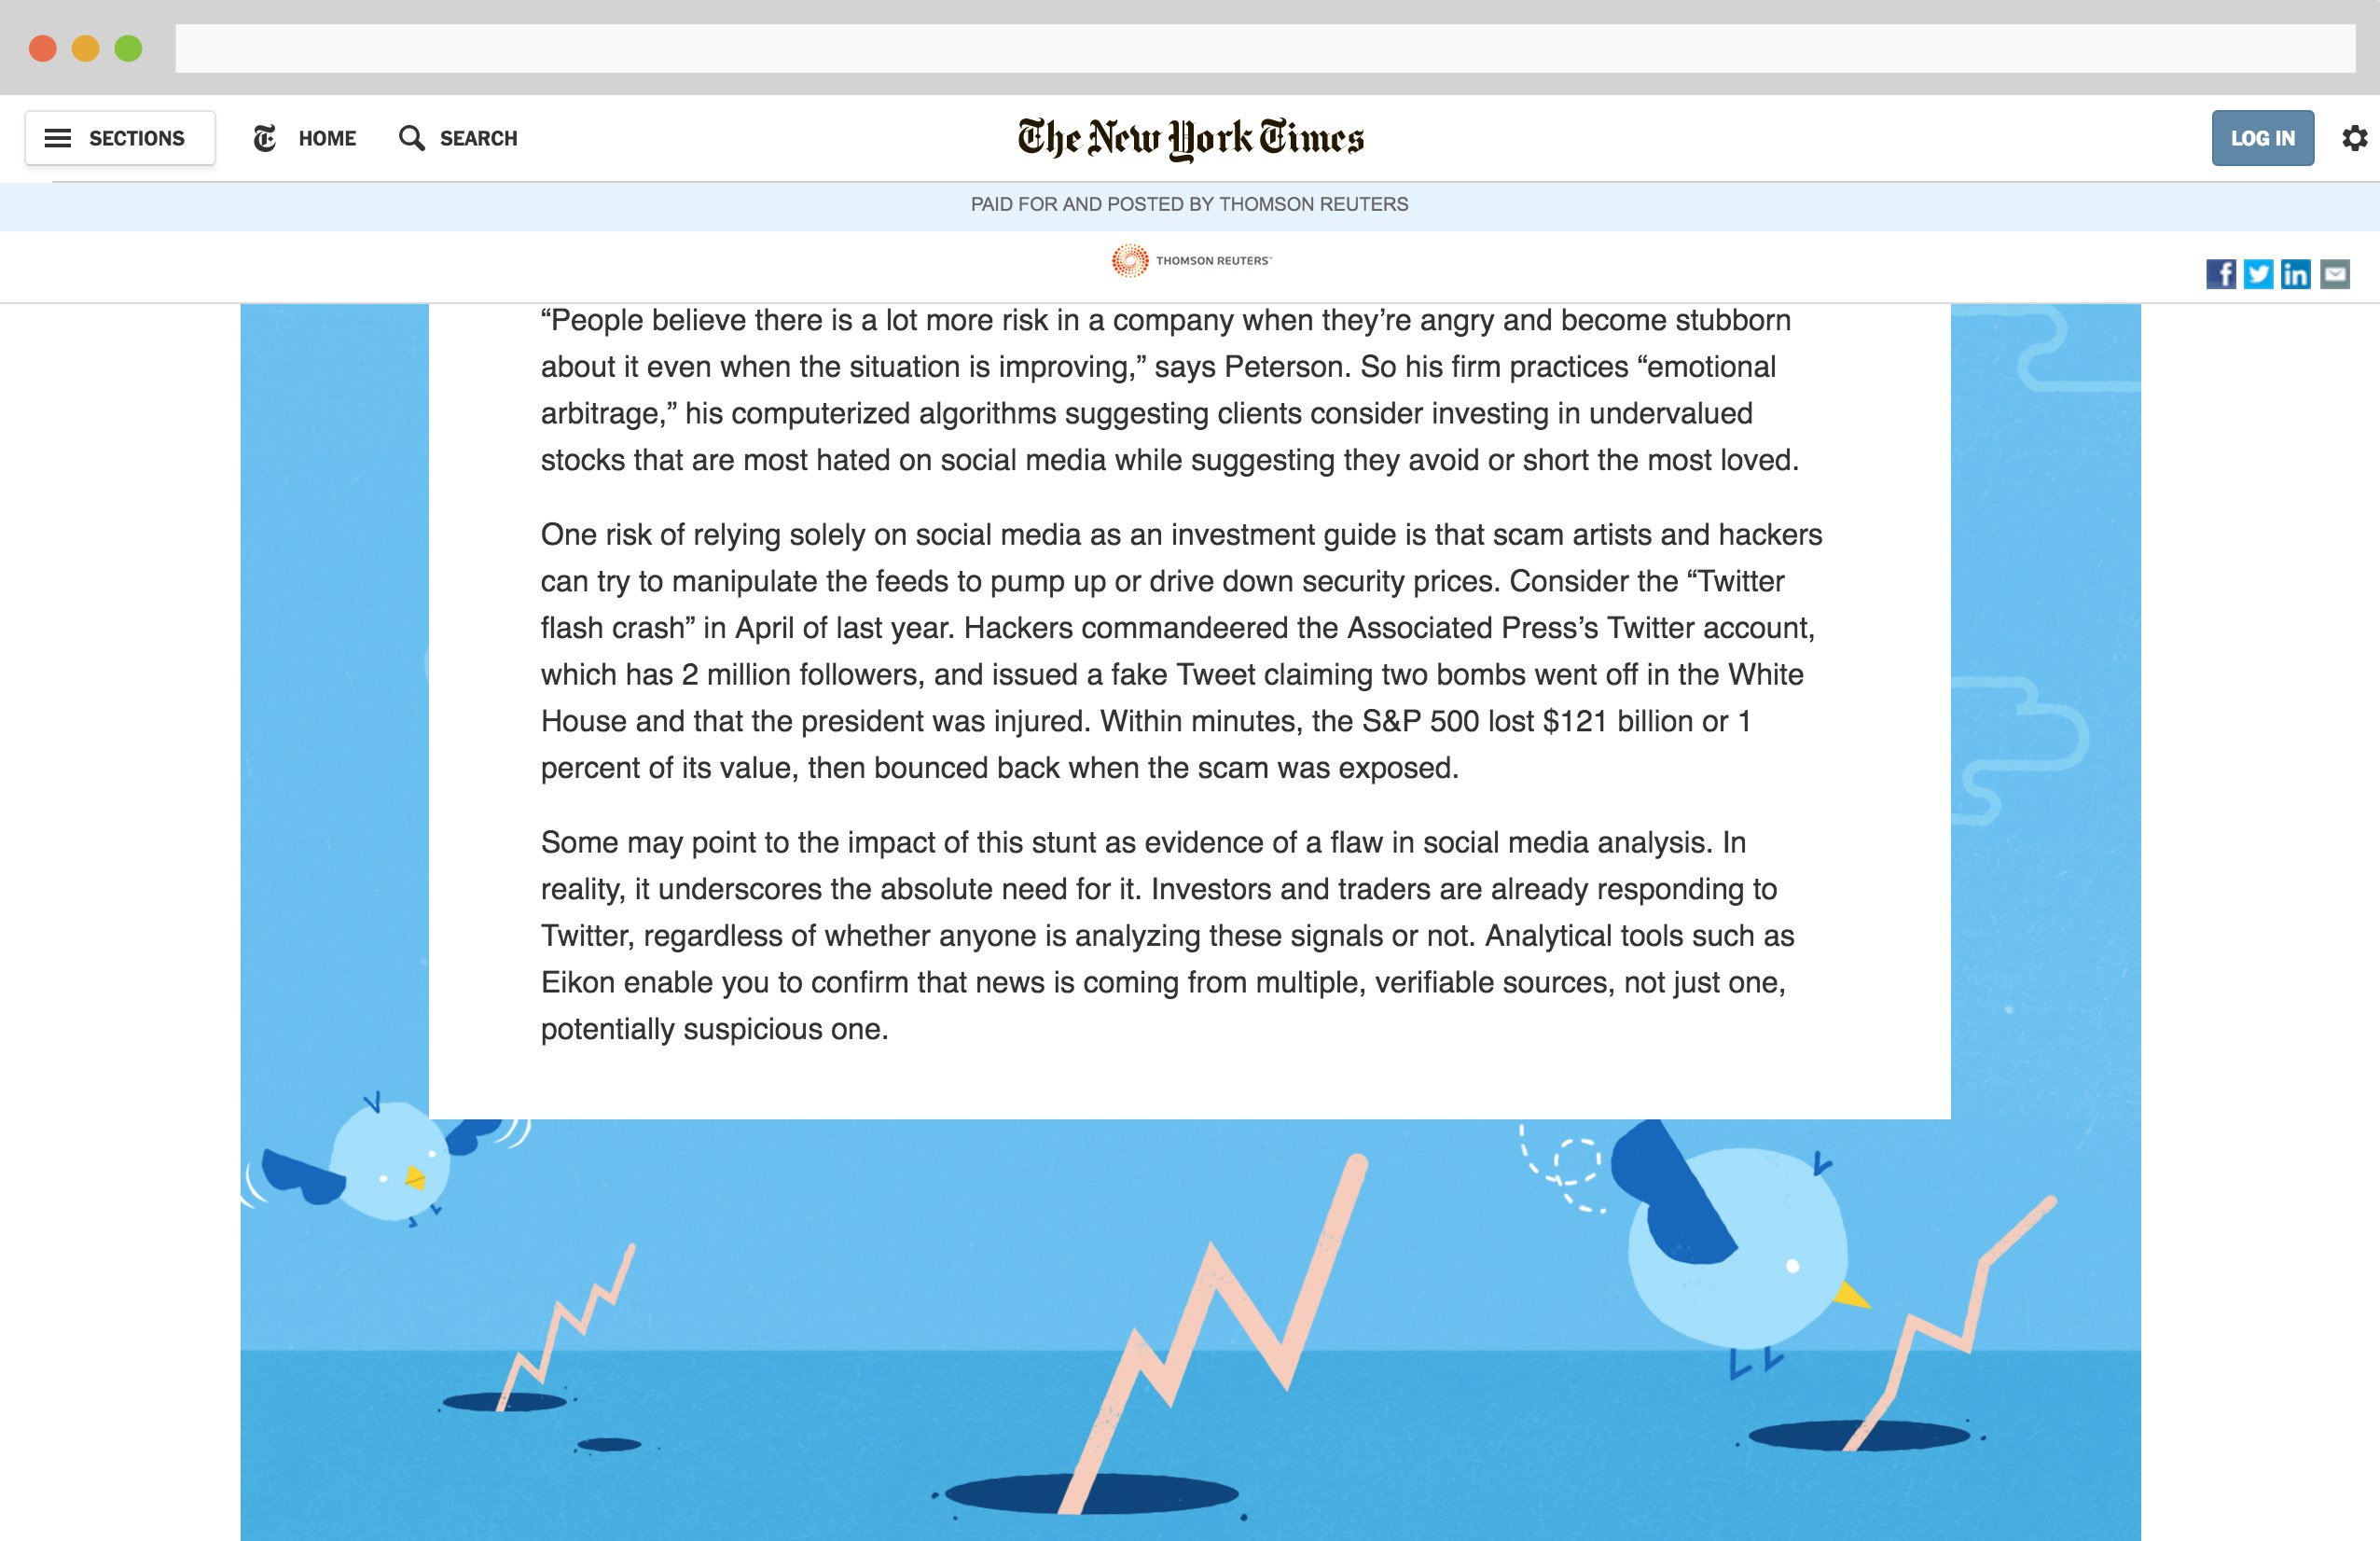 SECTIONS HOME SEARCH The New York Times LOG IN
PAID FOR AND POSTED BY THOMSON REUTERS
THOMSON REUTERS™
“People believe there is a lot more risk in a company when they’re angry and become stubborn
about it even when the situation is improving,” says Peterson. So his firm practices “emotional
arbitrage,” his computerized algorithms suggesting clients consider investing in undervalued
stocks that are most hated on social media while suggesting they avoid or short the most loved.
One risk of relying solely on social media as an investment guide is that scam artists and hackers
can try to manipulate the feeds to pump up or drive down security prices. Consider the “Twitter
flash crash” in April of last year. Hackers commandeered the Associated Press’s Twitter account,
which has 2 million followers, and issued a fake Tweet claiming two bombs went off in the White
House and that the president was injured. Within minutes, the S&P 500 lost $121 billion or 1
percent of its value, then bounced back when the scam was exposed.
Some may point to the impact of this stunt as evidence of a flaw in social media analysis. In
reality, it underscores the absolute need for it. Investors and traders are already responding to
Twitter, regardless of whether anyone is analyzing these signals or not. Analytical tools such as
Eikon enable you to confirm that news is coming from multiple, verifiable sources, not just one,
potentially suspicious one.